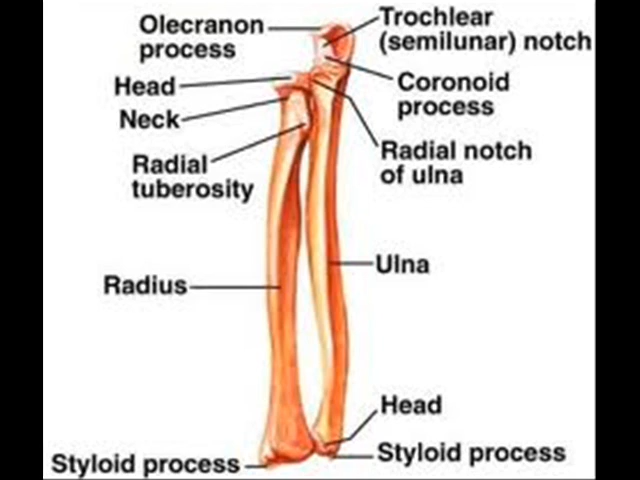 Olecranon
process
Trochlear
(semilunar) notch
Head
Coronoid
process
Neck
Radial
tuberosity
Radial notch
of ulna
Radius
Ulna
Head
Styloid process
Styloid process